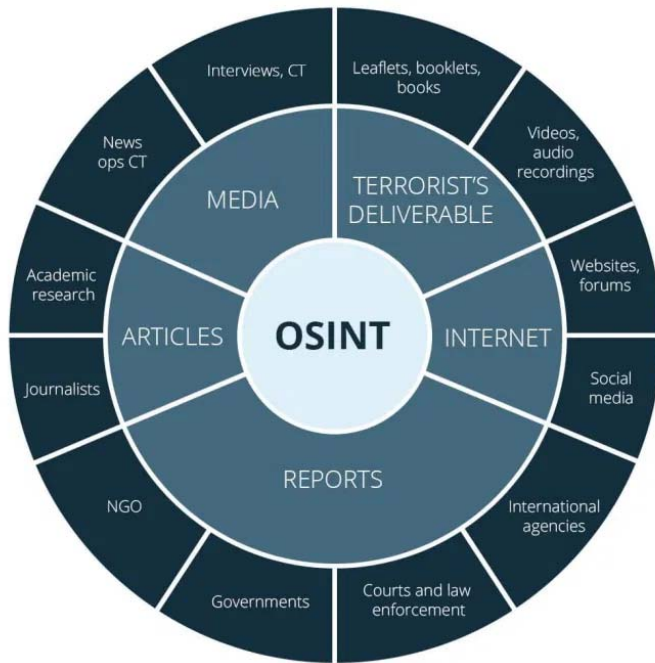 Interviews, CT
Leaflets, booklets,
books
News
ops CT
Videos,
audio
recordings
MEDIA
TERRORIST'S
DELIVERABLE
Academic
research
Websites,
forums
ARTICLES
OSINT
INTERNET
Journalists
Social
media
REPORTS
NGO
International
agencies
Governments
Courts and law
enforcement